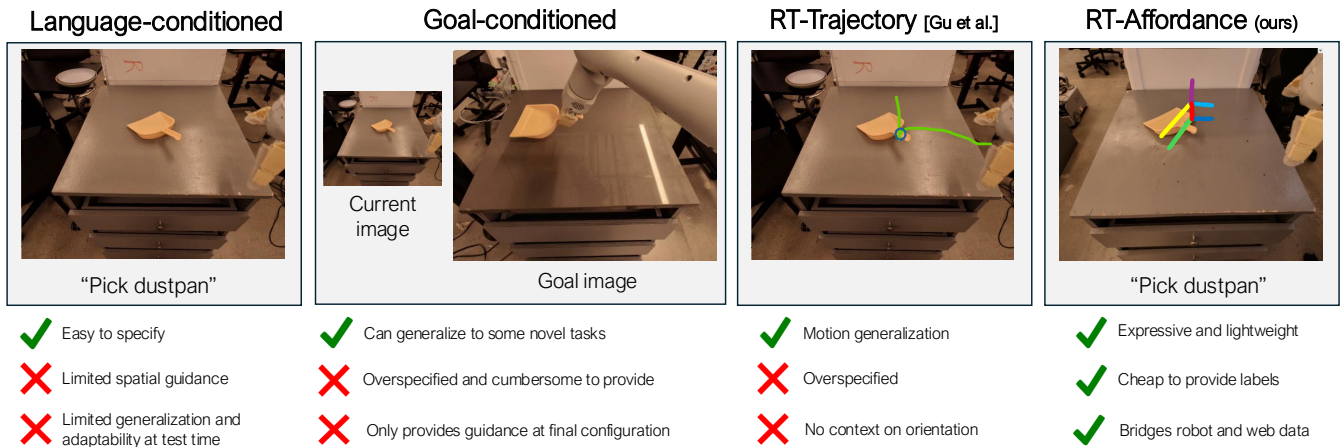 Language-conditioned
"Pick dustpan"
Easy to specify
Limited spatial guidance
Limited generalization and
adaptability at test time
Goal-conditioned
Current
image
Goal image
Can generalize to some novel tasks
Overspecified and cumbersome to provide
Only provides guidance at final configuration
RT-Trajectory [Gu et al.]
Motion generalization
Overspecified
No context on orientation
RT-Affordance (ours)
"Pick dustpan"
Expressive and lightweight
Cheap to provide labels
Bridges robot and web data